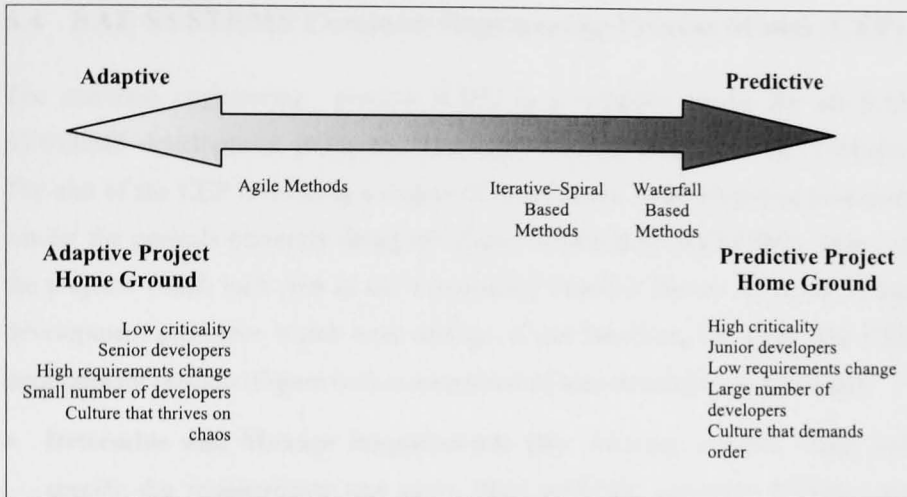 Adaptive
Predictive
Agile Methods
Iterative–Spiral
Based
Methods
Waterfall
Based
Methods
Adaptive Project
Home Ground
Low criticality
Senior developers
High requirements change
Small number of developers
Culture that thrives on
chaos
Predictive Project
Home Ground
High criticality
Junior developers
Low requirements change
Large number of
developers
Culture that demands
order